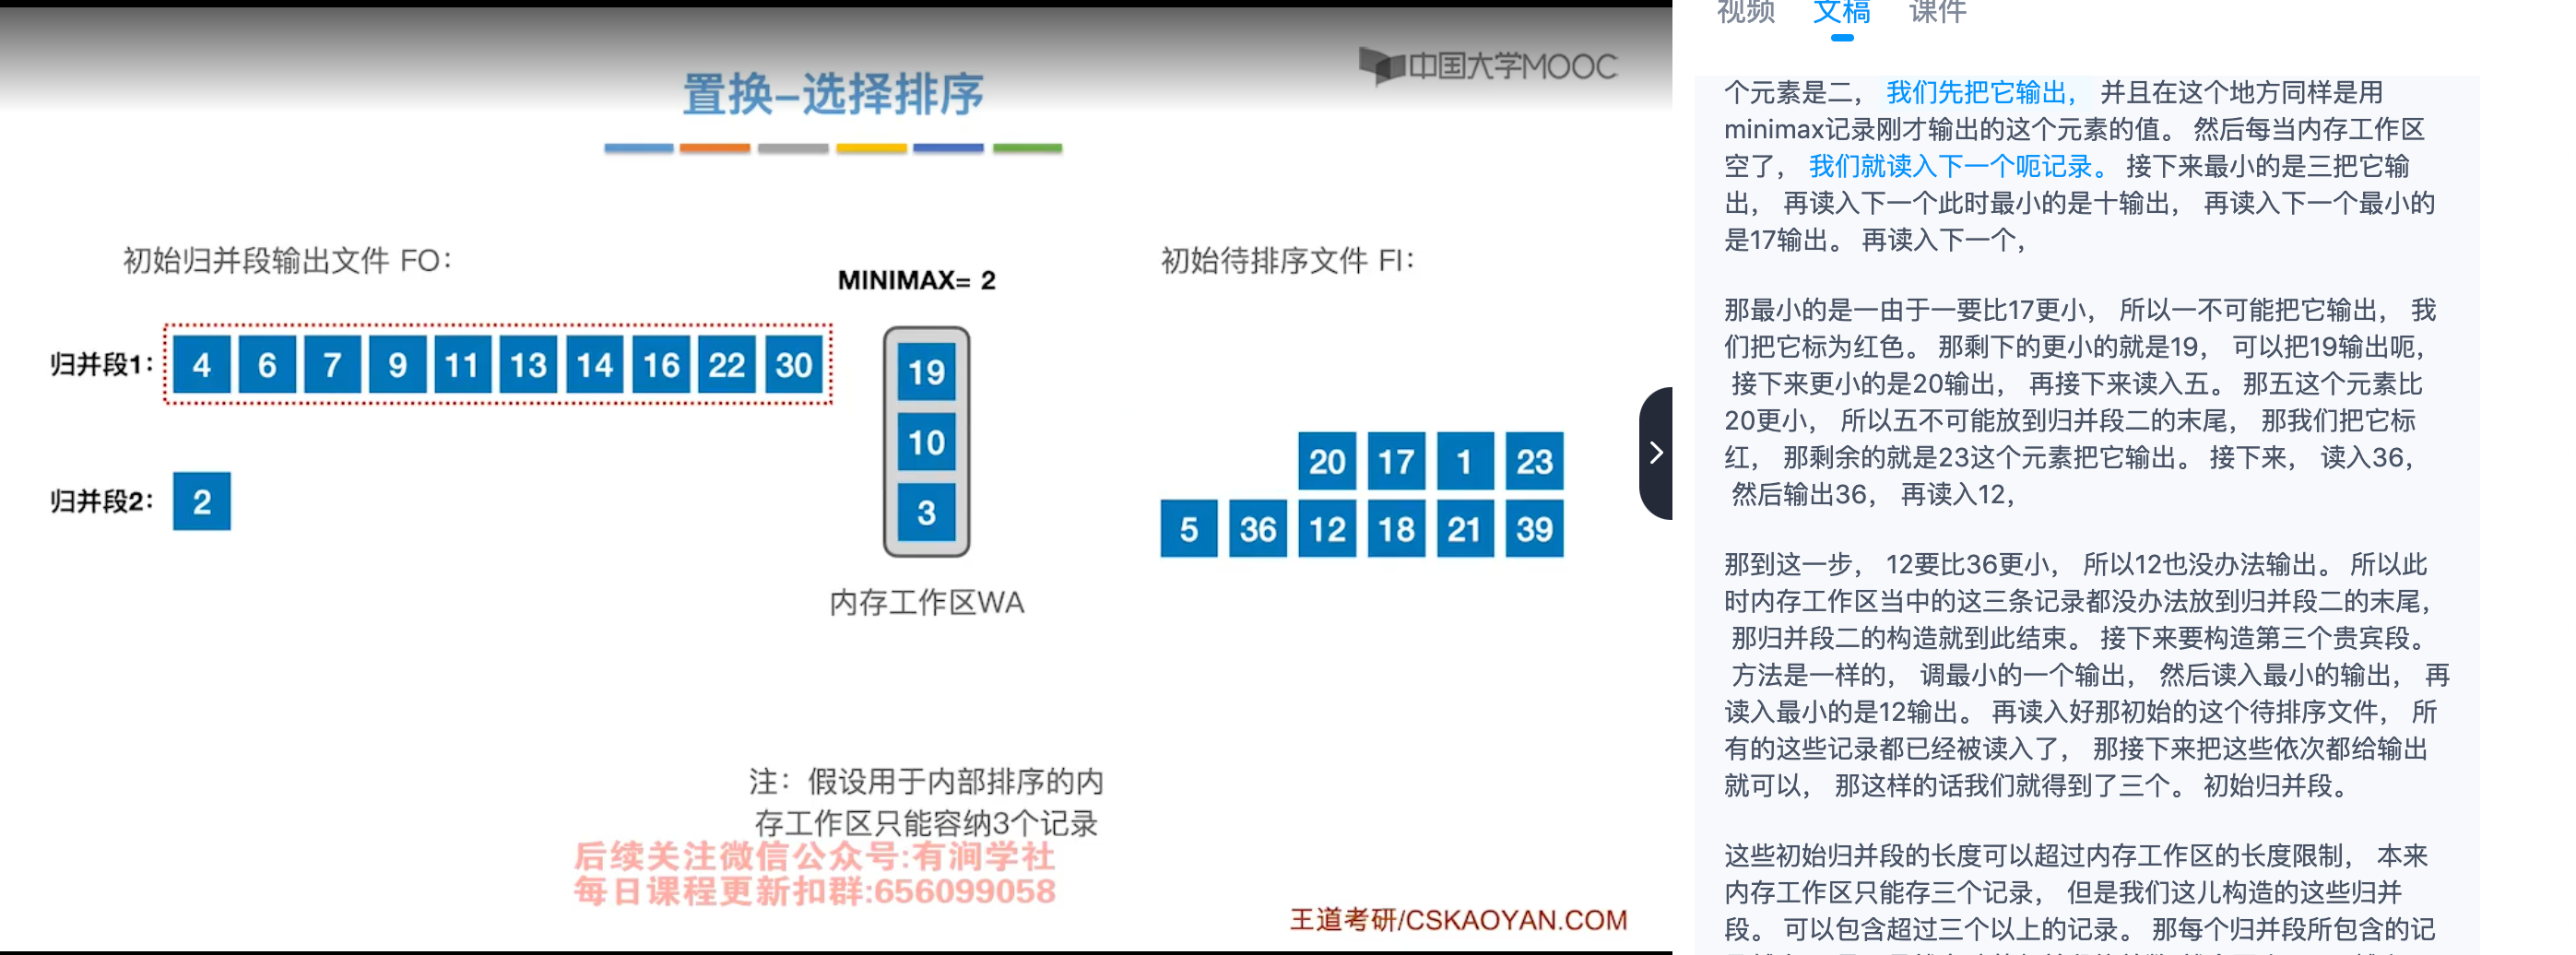 中国大学MOOC
置换-选择排序
初始归并段输出文件 FO：
MINIMAX= 2
初始待排序文件 FI：
归并段1：
4 6 7 9 11 13 14 16 22 30
19
10
3
20 17 1 23
5 36 12 18 21 39
归并段2：
2
内存工作区WA
注：假设用于内部排序的内
存工作区只能容纳3个记录
后续关注微信公众号:有涧学社
每日课程更新扣群:656099058
王道考研/CSKAOYAN.COM
视频 文稿 课件
个元素是二， 我们先把它输出， 并且在这个地方同样是用
minimax记录刚才输出的这个元素的值。 然后每当内存工作区
空了， 我们就读入下一个呃记录。 接下来最小的是三把它输
出， 再读入下一个此时最小的是十输出， 再读入下一个最小的
是17输出。 再读入下一个，
那最小的是一由于一要比17更小， 所以一不可能把它输出， 我
们把它标为红色。 那剩下的更小的就是19， 可以把19输出呃，
接下来更小的是20输出， 再接下来读入五。 那五这个元素比
20更小， 所以五不可能放到归并段二的末尾， 那我们把它标
红， 那剩余的就是23这个元素把它输出。 接下来， 读入36，
然后输出36， 再读入12，
那到这一步， 12要比36更小， 所以12也没办法输出。 所以此
时内存工作区当中的这三条记录都没办法放到归并段二的末尾，
那归并段二的构造就到此结束。 接下来要构造第三个贵宾段。
方法是一样的， 调最小的一个输出， 然后读入最小的输出， 再
读入最小的是12输出。 再读入好那初始的这个待排序文件， 所
有的这些记录都已经被读入了， 那接下来把这些依次都给输出
就可以， 那这样的话我们就得到了三个。 初始归并段。
这些初始归并段的长度可以超过内存工作区的长度限制， 本来
内存工作区只能存三个记录， 但是我们这儿构造的这些归并
段。 可以包含超过三个以上的记录。 那每个归并段所包含的记